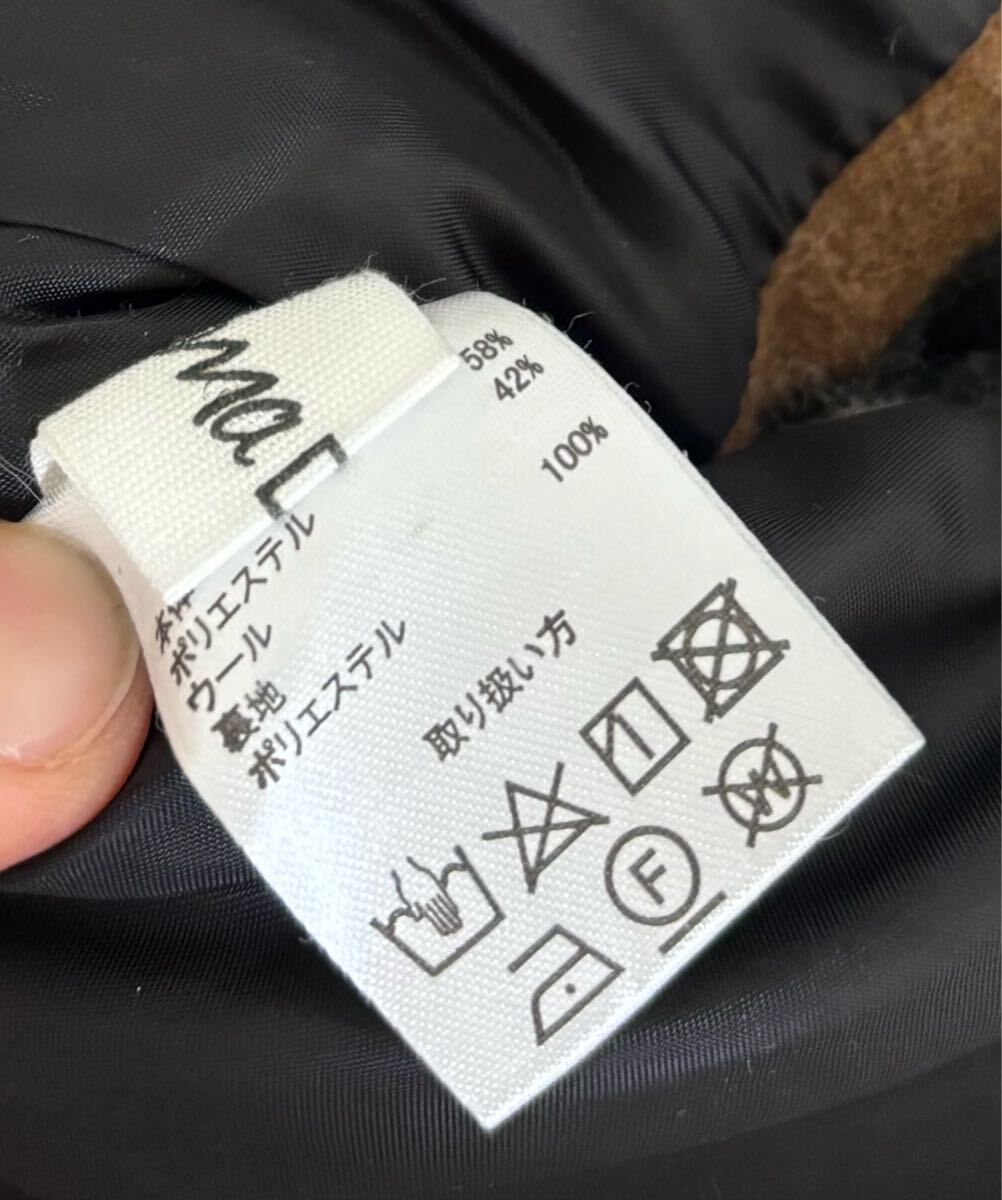 ma
本体
ポリエステル 58%
ウール 42%
裏地
ポリエステル 100%
取り扱い方
1
F
W